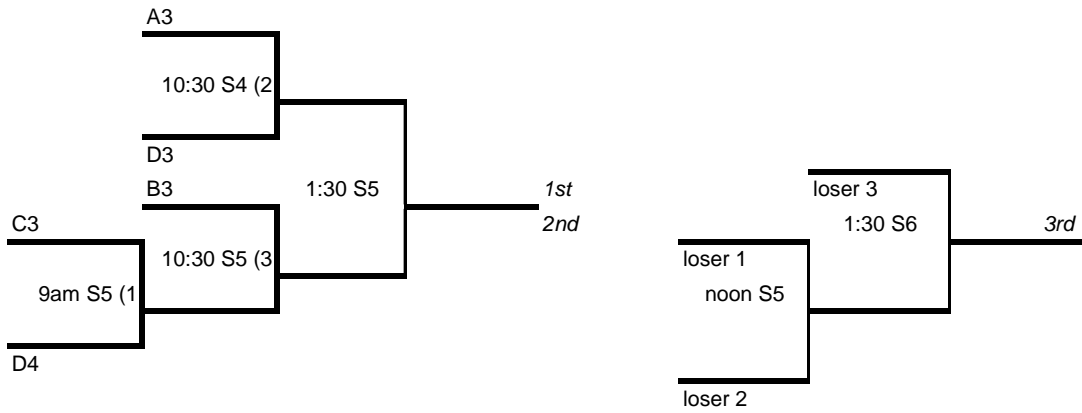 A3
10:30 S4 (2
D3
B3
1:30 S5
1st
2nd
C3
10:30 S5 (3
9am S5 (1
D4
loser 3
1:30 S6
3rd
loser 1
noon S5
loser 2